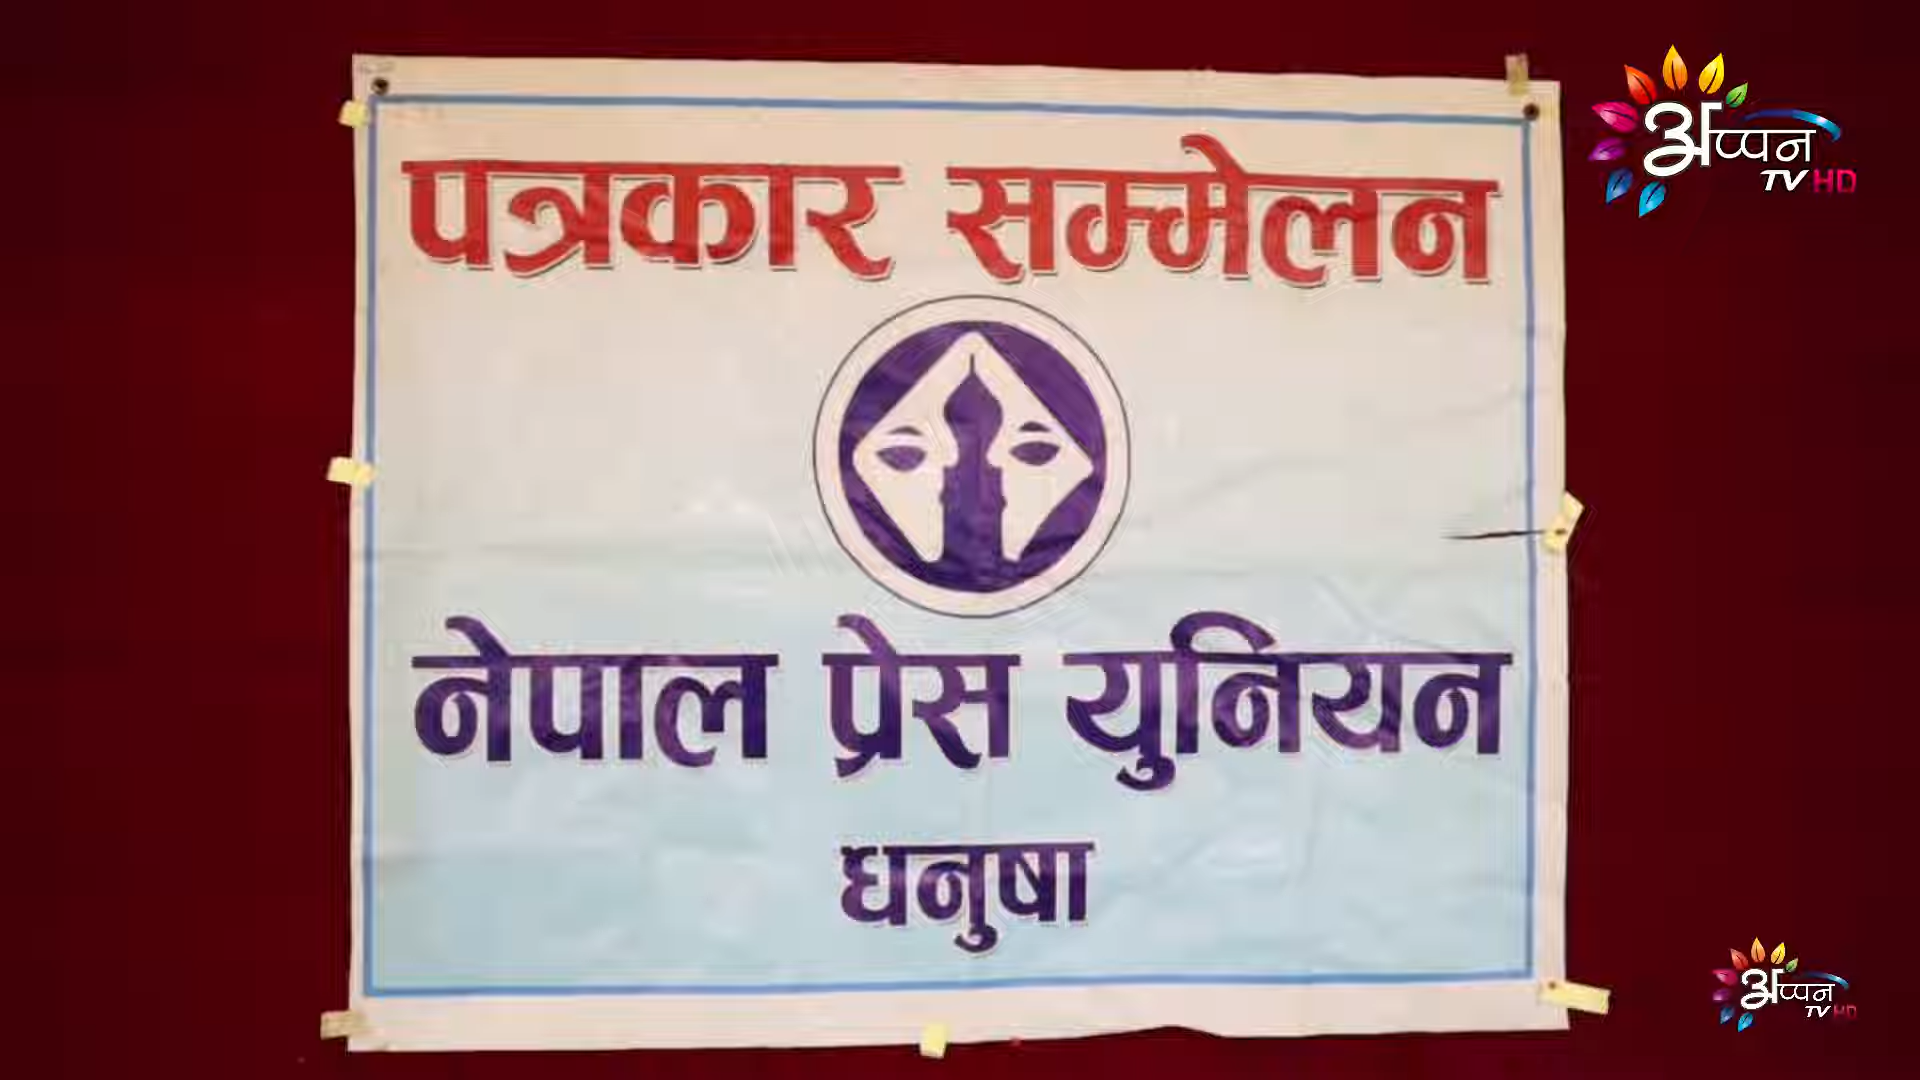 पत्रकार सम्मेलन
नेपाल प्रेस युनियन
धनुषा
अप्पन
TV HD
अप्पन
TV HD